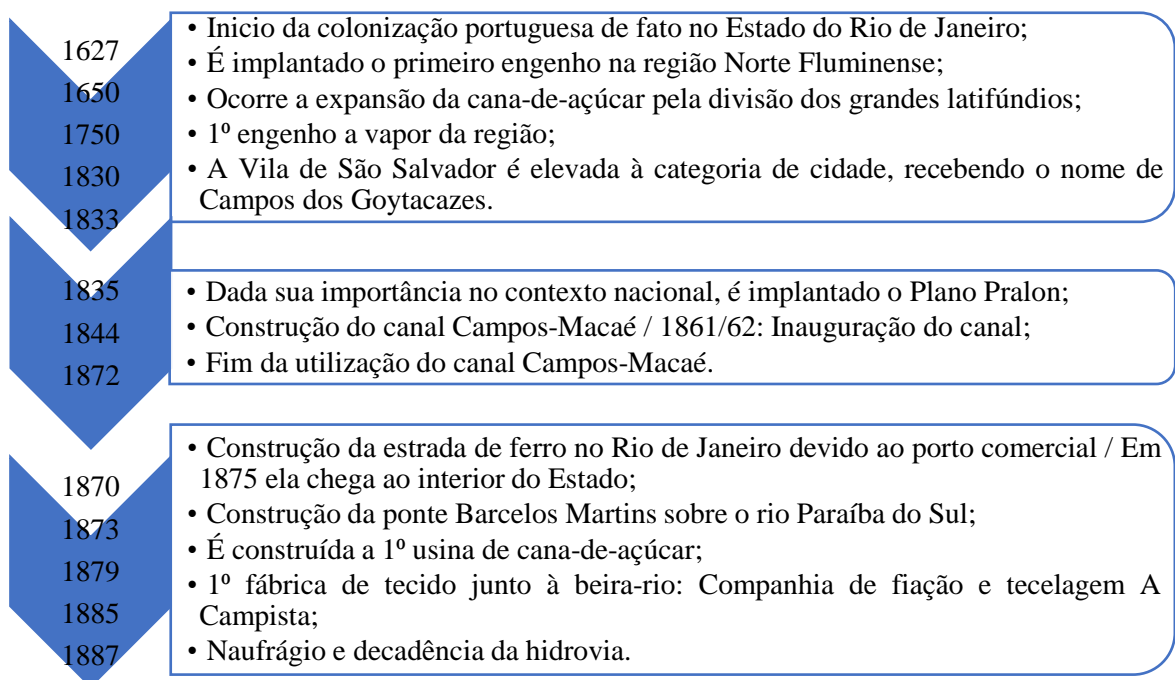 1627
1650
1750
1830
1833
• Inicio da colonização portuguesa de fato no Estado do Rio de Janeiro;
• É implantado o primeiro engenho na região Norte Fluminense;
• Ocorre a expansão da cana-de-açúcar pela divisão dos grandes latifúndios;
• 1º engenho a vapor da região;
• A Vila de São Salvador é elevada à categoria de cidade, recebendo o nome de
Campos dos Goytacazes.
1835
1844
1872
• Dada sua importância no contexto nacional, é implantado o Plano Pralon;
• Construção do canal Campos-Macaé / 1861/62: Inauguração do canal;
• Fim da utilização do canal Campos-Macaé.
1870
1873
1879
1885
1887
• Construção da estrada de ferro no Rio de Janeiro devido ao porto comercial / Em
1875 ela chega ao interior do Estado;
• Construção da ponte Barcelos Martins sobre o rio Paraíba do Sul;
• É construída a 1º usina de cana-de-açúcar;
• 1º fábrica de tecido junto à beira-rio: Companhia de fiação e tecelagem A
Campista;
• Naufrágio e decadência da hidrovia.